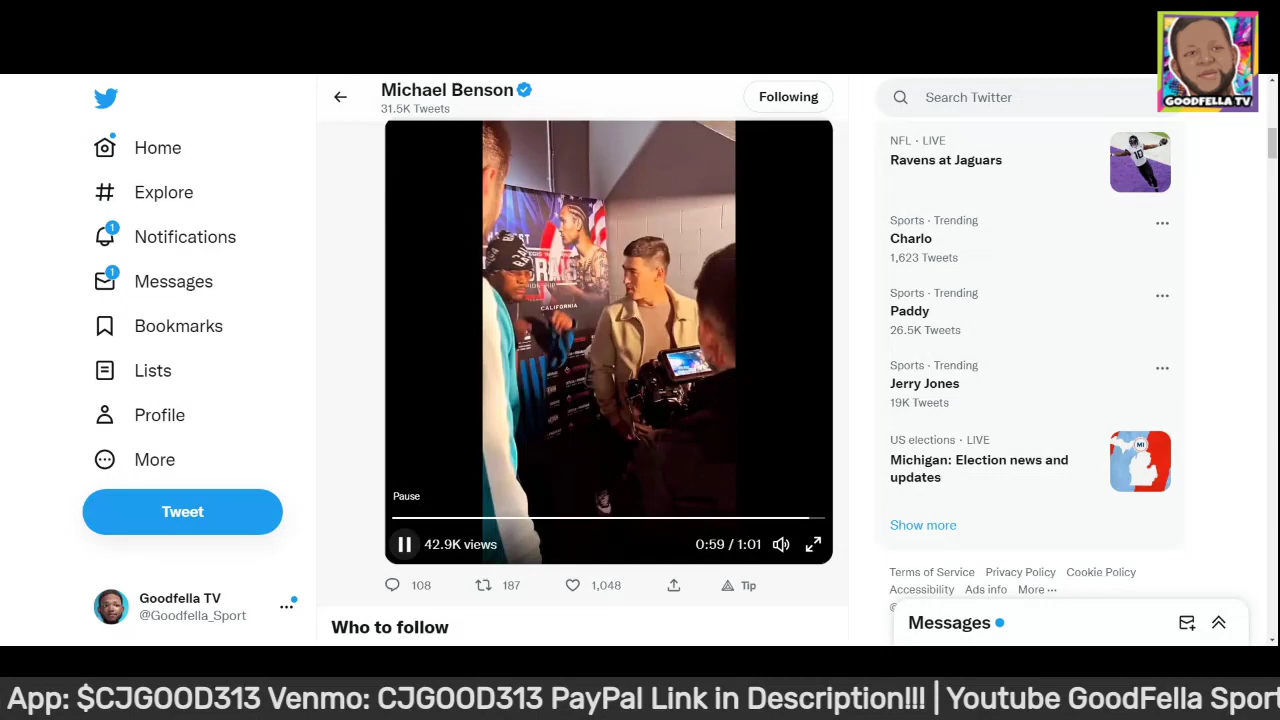 GOODFELLA TV
Michael Benson
31.5K Tweets
Following
Search Twitter
Home
Explore
1
Notifications
1
Messages
Bookmarks
Lists
Profile
More
Tweet
Goodfella TV
@Goodfella_Sport
CALIFORNIA
Pause
42.9K views
0:59 / 1:01
108
187
1,048
Tip
Who to follow
NFL · LIVE
Ravens at Jaguars
Sports · Trending
Charlo
1,623 Tweets
Sports · Trending
Paddy
26.5K Tweets
Sports · Trending
Jerry Jones
19K Tweets
US elections · LIVE
Michigan: Election news and
updates
MI
Show more
Terms of Service Privacy Policy Cookie Policy
Accessibility Ads info More ···
Messages
App: $CJGOOD313 Venmo: CJGOOD313 PayPal Link in Description!!! | Youtube GoodFella Spor